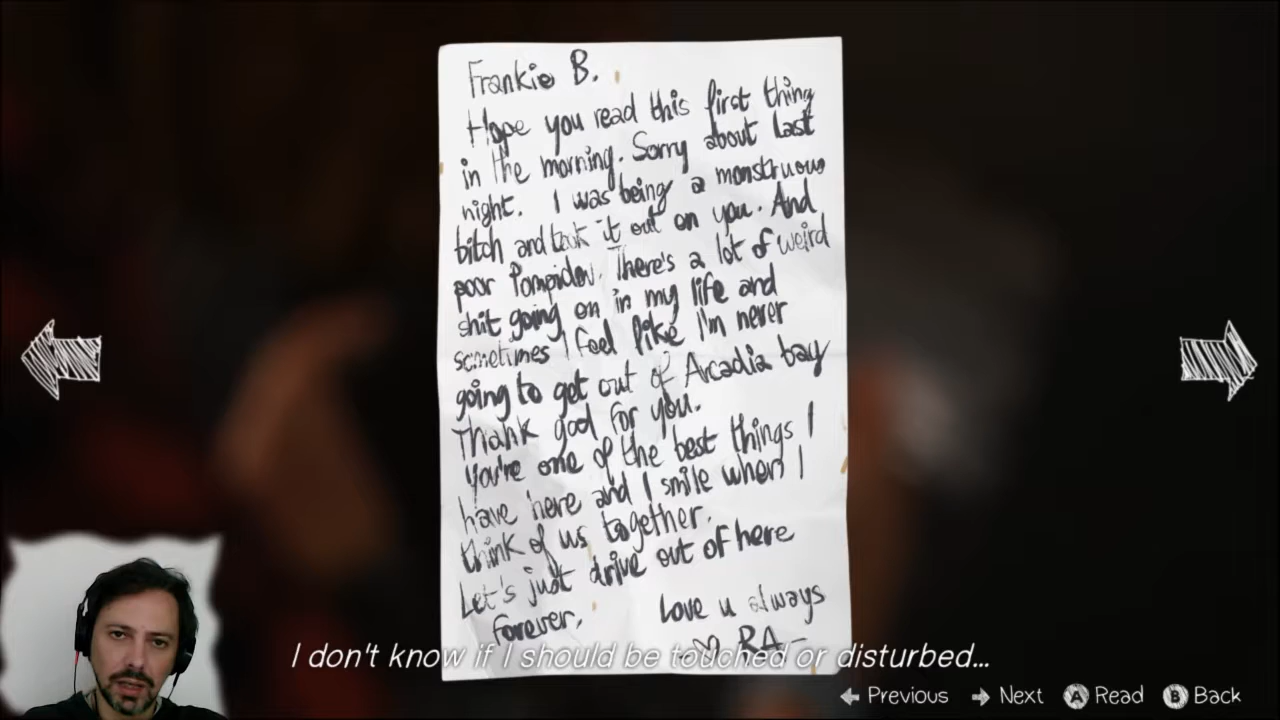 Frankie B.
Hope you read this first thing
in the morning. Sorry about last
night. I was being a monstruous
bitch and took it out on you. And
poor Pompidou. There's a lot of weird
shit going on in my life and
sometimes I feel like I'm never
going to get out of Arcadia bay
Thank god for you.
You're one of the best things I
have here and I smile when I
think of us together.
Let's just drive out of here
forever.
Love u always
-♡ RA-
I don't know if I should be touched or disturbed...
Previous Next A Read B Back